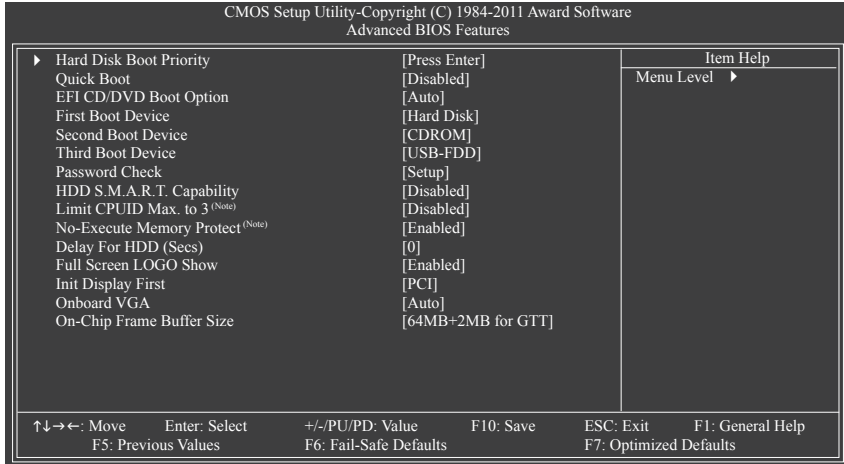 CMOS Setup Utility-Copyright (C) 1984-2011 Award Software
Advanced BIOS Features
▶ Hard Disk Boot Priority [Press Enter]
Quick Boot [Disabled]
EFI CD/DVD Boot Option [Auto]
First Boot Device [Hard Disk]
Second Boot Device [CDROM]
Third Boot Device [USB-FDD]
Password Check [Setup]
HDD S.M.A.R.T. Capability [Disabled]
Limit CPUID Max. to 3 (Note) [Disabled]
No-Execute Memory Protect (Note) [Enabled]
Delay For HDD (Secs) [0]
Full Screen LOGO Show [Enabled]
Init Display First [PCI]
Onboard VGA [Auto]
On-Chip Frame Buffer Size [64MB+2MB for GTT]
Item Help
Menu Level ▶
↑↓→←: Move Enter: Select +/-/PU/PD: Value F10: Save ESC: Exit F1: General Help
F5: Previous Values F6: Fail-Safe Defaults F7: Optimized Defaults